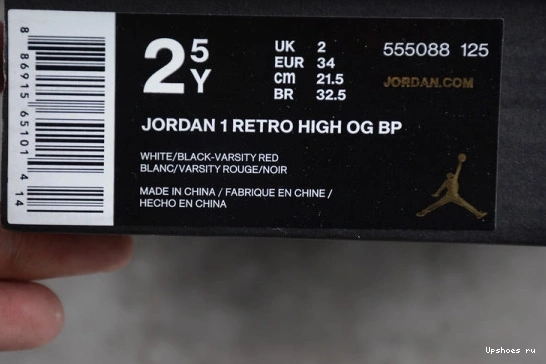 8 86915 65101 4 14
2 5 Y
UK 2
EUR 34
cm 21.5
BR 32.5
555088 125
JORDAN.COM
JORDAN 1 RETRO HIGH OG BP
WHITE/BLACK-VARSITY RED
BLANC/VARSITY ROUGE/NOIR
MADE IN CHINA / FABRIQUE EN CHINE /
HECHO EN CHINA
Upshoes ru